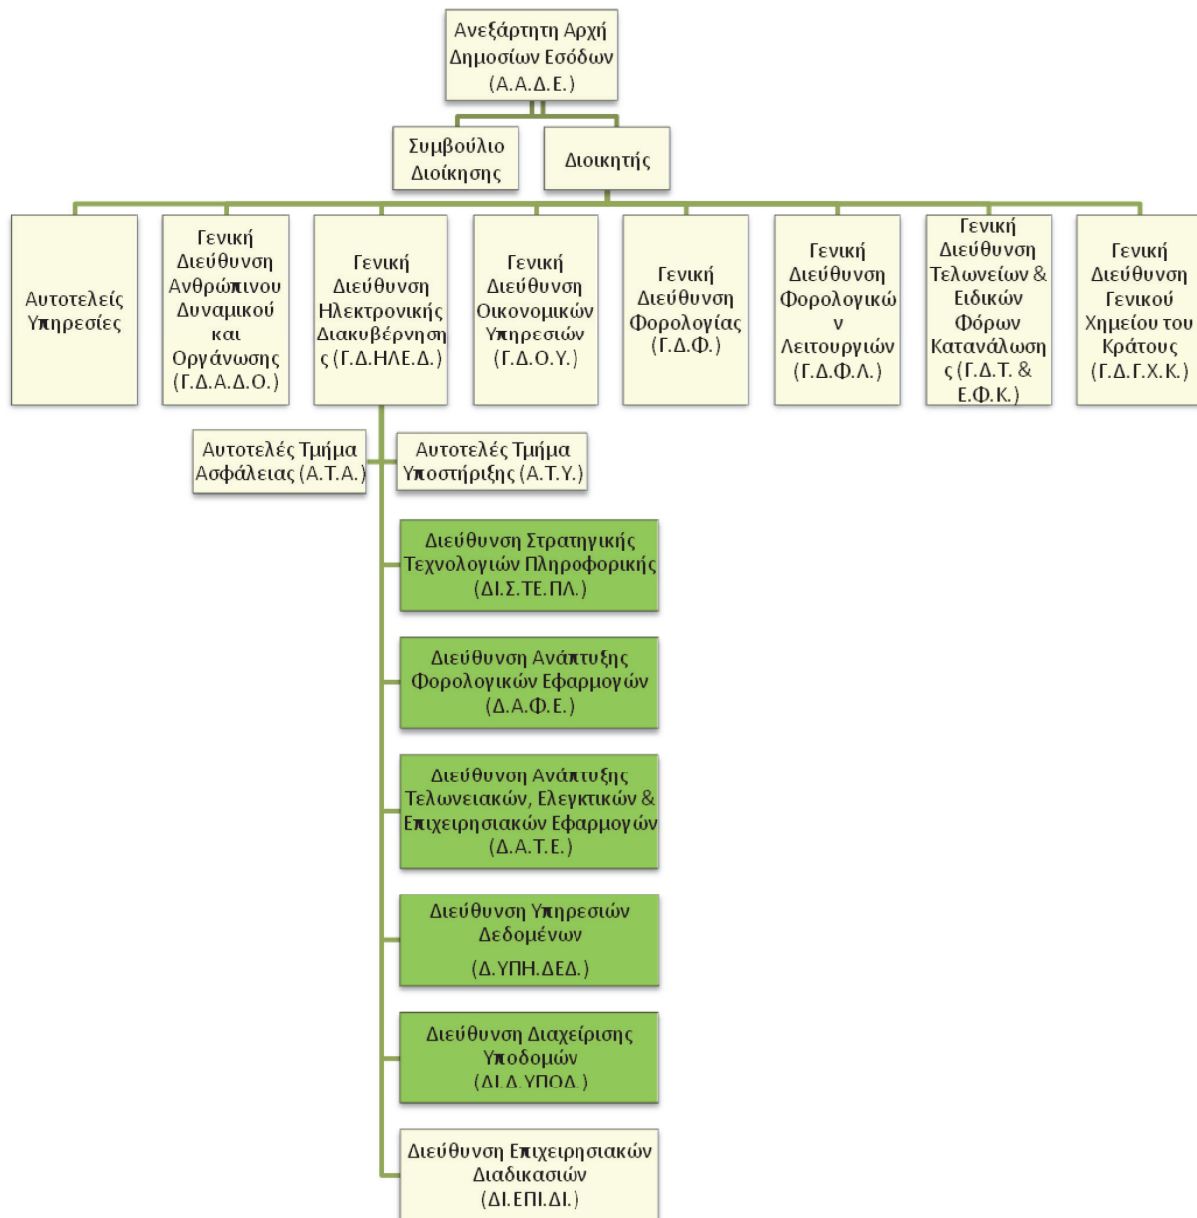 Ανεξάρτητη Αρχή
Δημοσίων Εσόδων
(Α.Α.Δ.Ε.)
Συμβούλιο
Διοίκησης
Διοικητής
Αυτοτελείς
Υπηρεσίες
Γενική
Διεύθυνση
Ανθρώπινου
Δυναμικού
και
Οργάνωσης
(Γ.Δ.Α.Δ.Ο.)
Γενική
Διεύθυνση
Ηλεκτρονικής
Διακυβέρνηση
ς (Γ.Δ.ΗΛΕ.Δ.)
Γενική
Διεύθυνση
Οικονομικών
Υπηρεσιών
(Γ.Δ.Ο.Υ.)
Γενική
Διεύθυνση
Φορολογίας
(Γ.Δ.Φ.)
Γενική
Διεύθυνση
Φορολογικώ
ν
Λειτουργιών
(Γ.Δ.Φ.Λ.)
Γενική
Διεύθυνση
Τελωνείων &
Ειδικών
Φόρων
Κατανάλωση
ς (Γ.Δ.Τ. &
Ε.Φ.Κ.)
Γενική
Διεύθυνση
Γενικού
Χημείου του
Κράτους
(Γ.Δ.Γ.Χ.Κ.)
Αυτοτελές Τμήμα
Ασφάλειας (Α.Τ.Α.)
Αυτοτελές Τμήμα
Υποστήριξης (Α.Τ.Υ.)
Διεύθυνση Στρατηγικής
Τεχνολογιών Πληροφορικής
(ΔΙ.Σ.ΤΕ.ΠΛ.)
Διεύθυνση Ανάπτυξης
Φορολογικών Εφαρμογών
(Δ.Α.Φ.Ε.)
Διεύθυνση Ανάπτυξης
Τελωνειακών, Ελεγκτικών &
Επιχειρησιακών Εφαρμογών
(Δ.Α.Τ.Ε.)
Διεύθυνση Υπηρεσιών
Δεδομένων
(Δ.ΥΠΗ.ΔΕΔ.)
Διεύθυνση Διαχείρισης
Υποδομών
(ΔΙ.Δ.ΥΠΟΔ.)
Διεύθυνση Επιχειρησιακών
Διαδικασιών
(ΔΙ.ΕΠΙ.ΔΙ.)